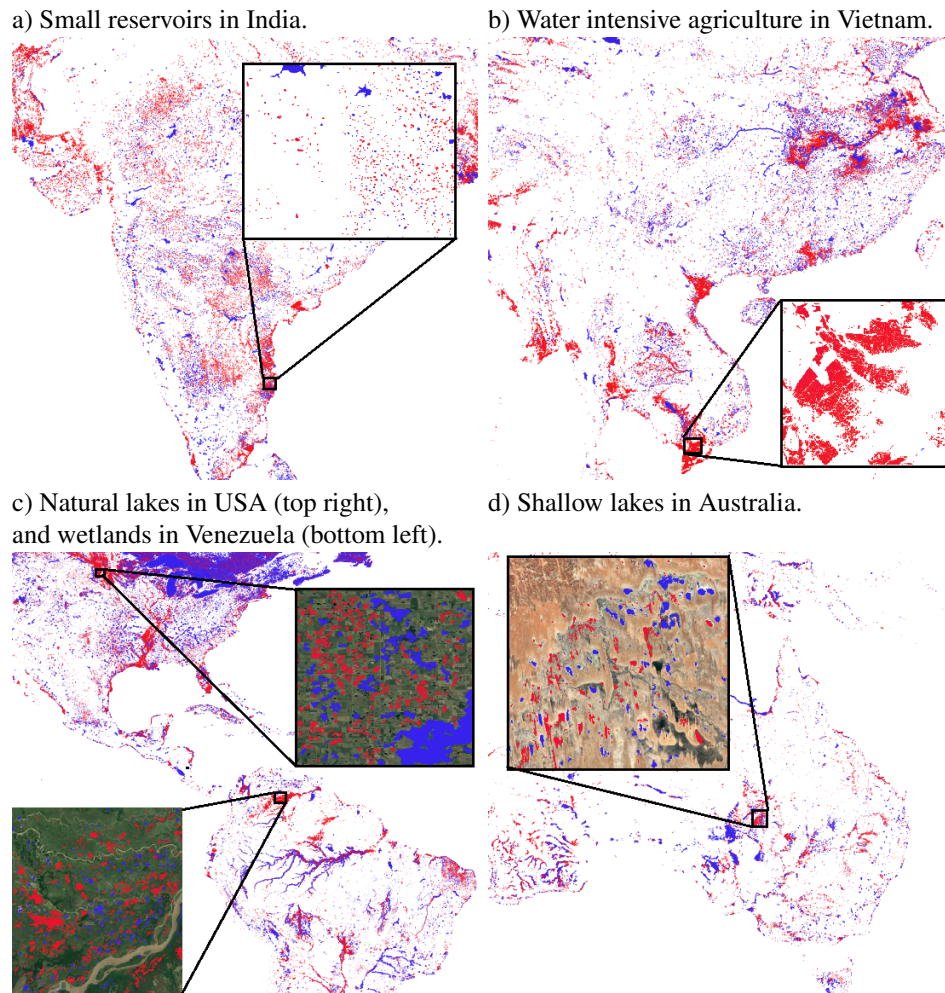 a) Small reservoirs in India.
b) Water intensive agriculture in Vietnam.
c) Natural lakes in USA (top right),
and wetlands in Venezuela (bottom left).
d) Shallow lakes in Australia.